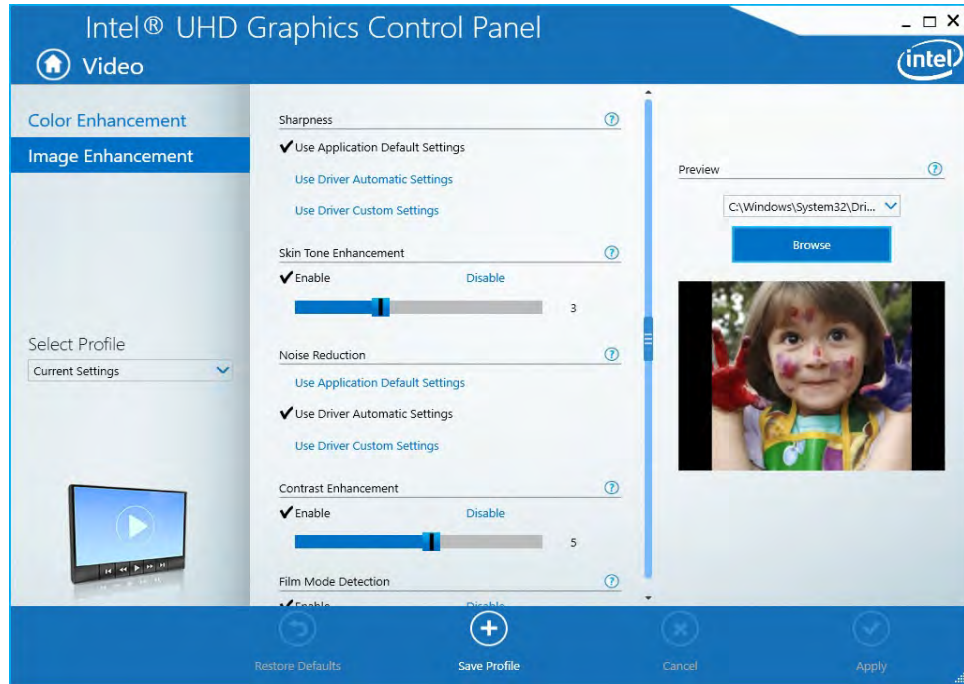 Intel® UHD Graphics Control Panel
Video
intel
Color Enhancement
Image Enhancement
Select Profile
Current Settings
Sharpness
Use Application Default Settings
Use Driver Automatic Settings
Use Driver Custom Settings
Skin Tone Enhancement
Enable Disable
3
Noise Reduction
Use Application Default Settings
Use Driver Automatic Settings
Use Driver Custom Settings
Contrast Enhancement
Enable Disable
5
Film Mode Detection
Enable Disable
Preview
C:\Windows\System32\Dri...
Browse
Restore Defaults
Save Profile
Cancel
Apply